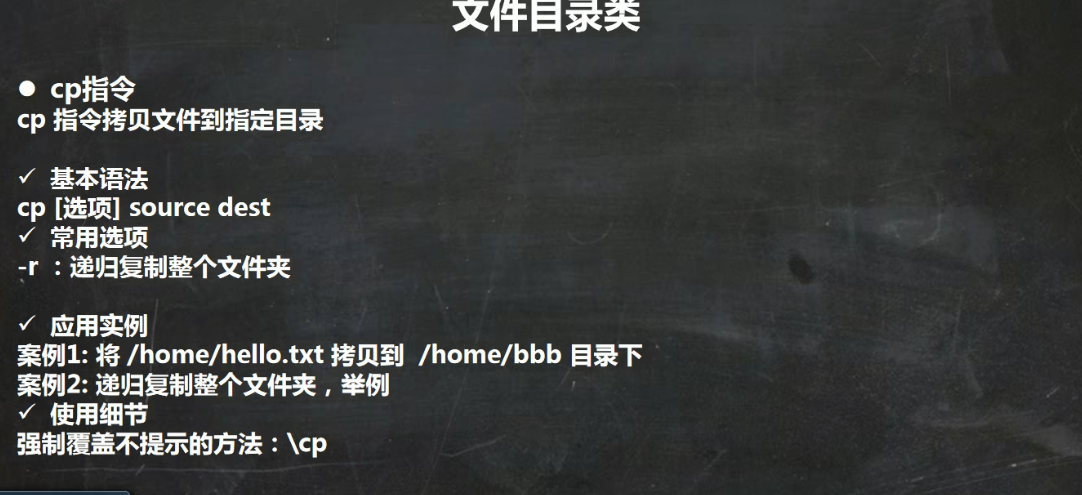 文件目录类
● cp指令
cp 指令拷贝文件到指定目录
✓ 基本语法
cp [选项] source dest
✓ 常用选项
-r ：递归复制整个文件夹
✓ 应用实例
案例1: 将 /home/hello.txt 拷贝到 /home/bbb 目录下
案例2: 递归复制整个文件夹，举例
✓ 使用细节
强制覆盖不提示的方法：\cp